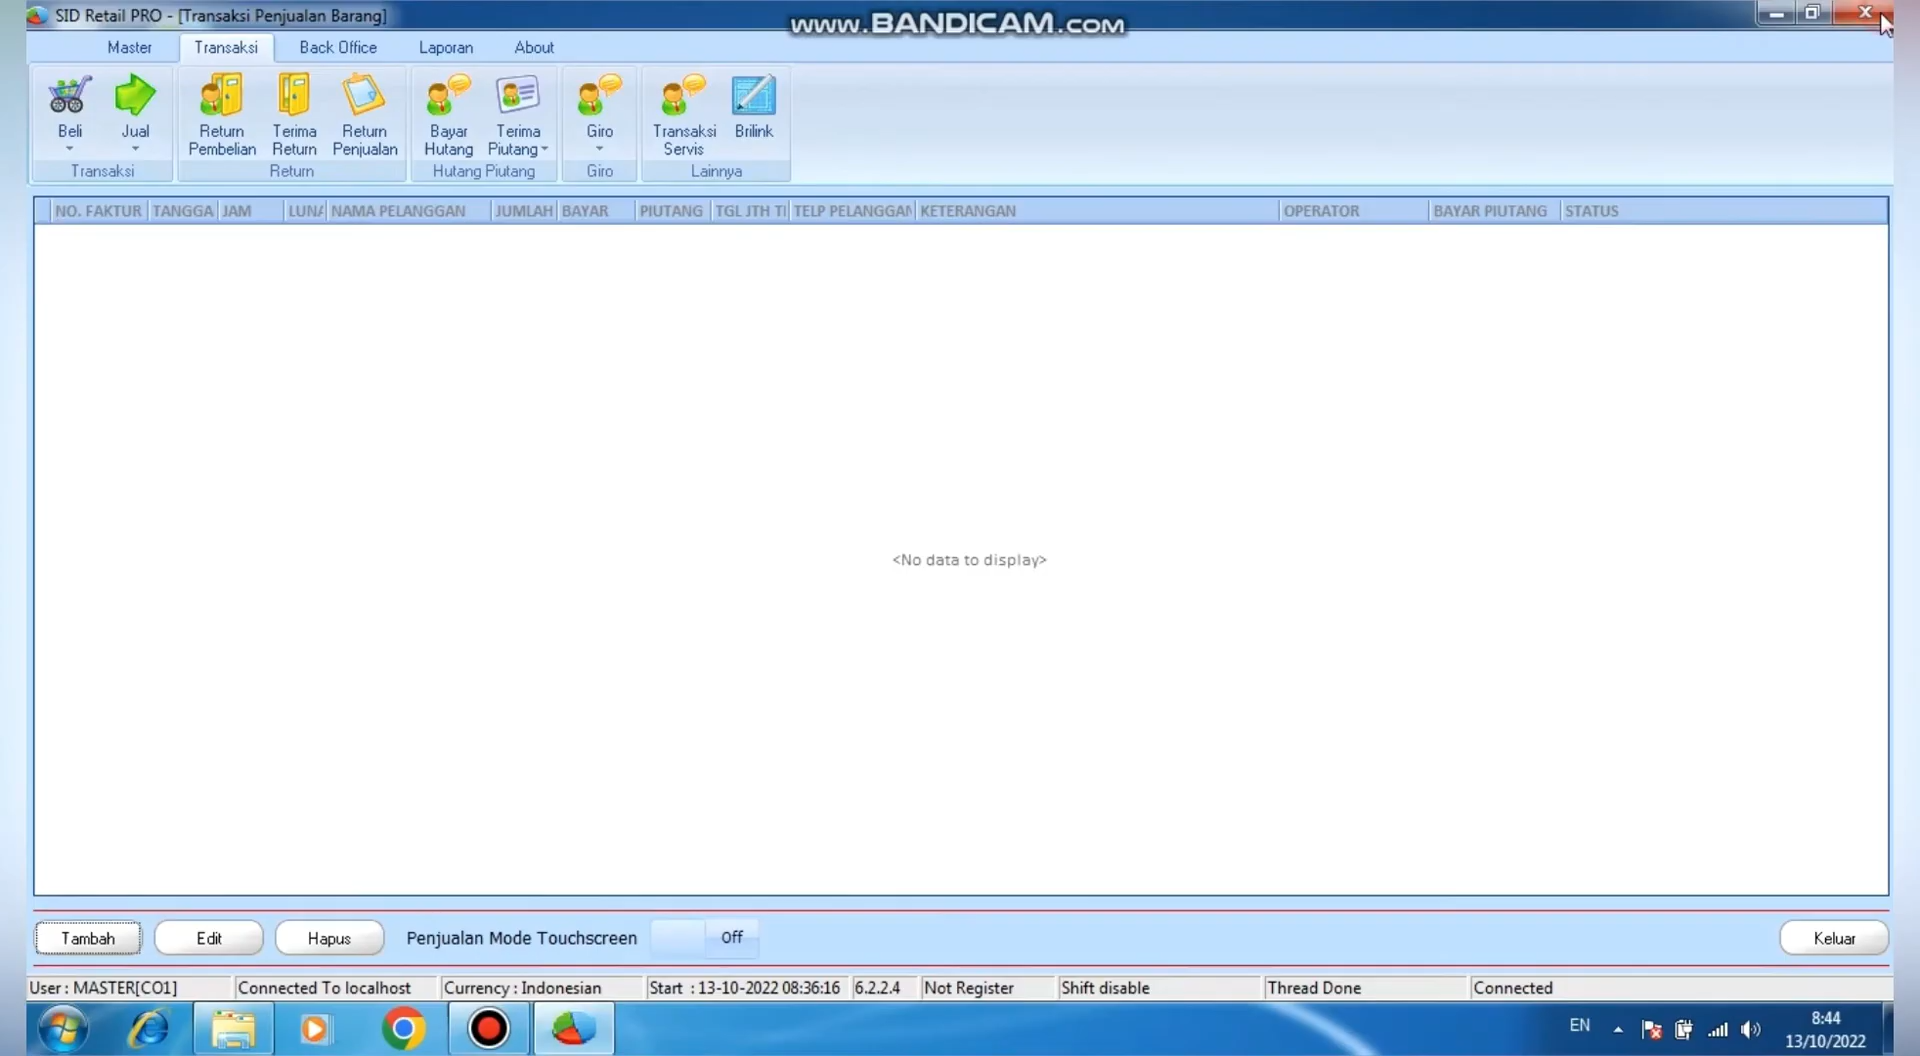 SID Retail PRO - [Transaksi Penjualan Barang]
www.BANDICAM.com
Master Transaksi Back Office Laporan About
Beli
Jual
Transaksi
Return
Pembelian
Terima
Return
Return
Penjualan
Return
Bayar
Hutang
Terima
Piutang
Hutang Piutang
Giro
Giro
Transaksi
Servis
Brilink
Lainnya
NO. FAKTUR TANGGA JAM LUNA NAMA PELANGGAN JUMLAH BAYAR PIUTANG TGL JTH TI TELP PELANGGAN KETERANGAN OPERATOR BAYAR PIUTANG STATUS
<No data to display>
Tambah Edit Hapus Penjualan Mode Touchscreen Off Keluar
User : MASTER[CO1] Connected To localhost Currency : Indonesian Start : 13-10-2022 08:36:16 6.2.2.4 Not Register Shift disable Thread Done Connected
EN
8:44
13/10/2022